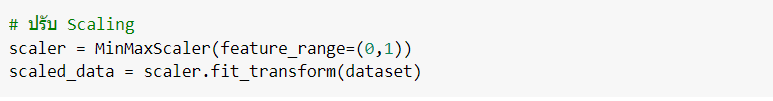 # ปรับ Scaling
scaler = MinMaxScaler(feature_range=(0,1))
scaled_data = scaler.fit_transform(dataset)